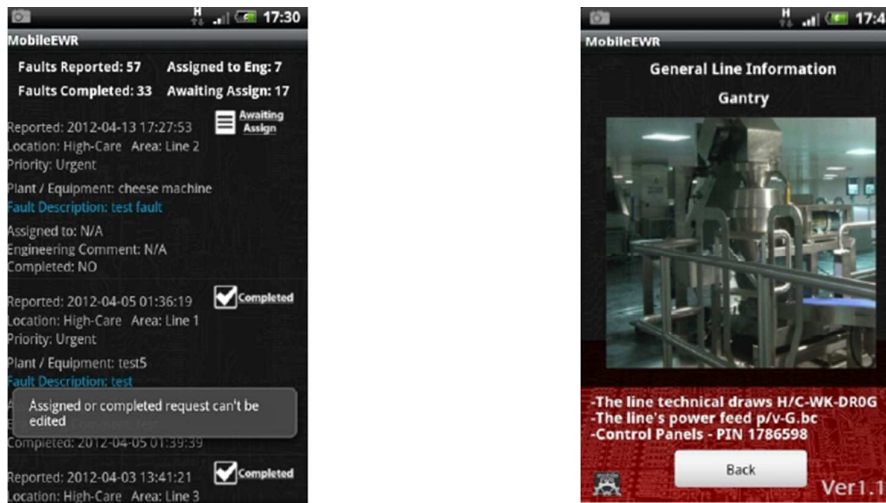 H 17:30
MobileEWR
Faults Reported: 57 Assigned to Eng: 7
Faults Completed: 33 Awaiting Assign: 17
Awaiting
Assign
Reported: 2012-04-13 17:27:53
Location: High-Care Area: Line 2
Priority: Urgent
Plant / Equipment: cheese machine
Fault Description: test fault
Assigned to: N/A
Engineering Comment: N/A
Completed: NO
Reported: 2012-04-05 01:36:19 Completed
Location: High-Care Area: Line 1
Priority: Urgent
Plant / Equipment: test5
Fault Description: test
Assigned or completed request can't be
edited
Completed: 2012-04-05 01:39:39
Reported: 2012-04-03 13:41:21 Completed
Location: High-Care Area: Line 3
H 17:4
MobileEWR
General Line Information
Gantry
-The line technical draws H/C-WK-DR0G
-The line's power feed p/v-G.bc
-Control Panels - PIN 1786598
Back
Ver1.1